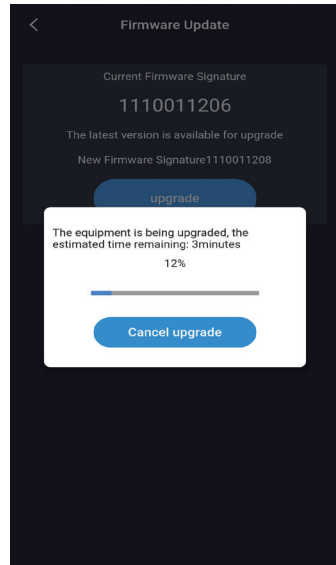 Firmware Update
Current Firmware Signature
1110011206
The latest version is available for upgrade
New Firmware Signature1110011208
upgrade
The equipment is being upgraded, the
estimated time remaining: 3minutes
12%
Cancel upgrade